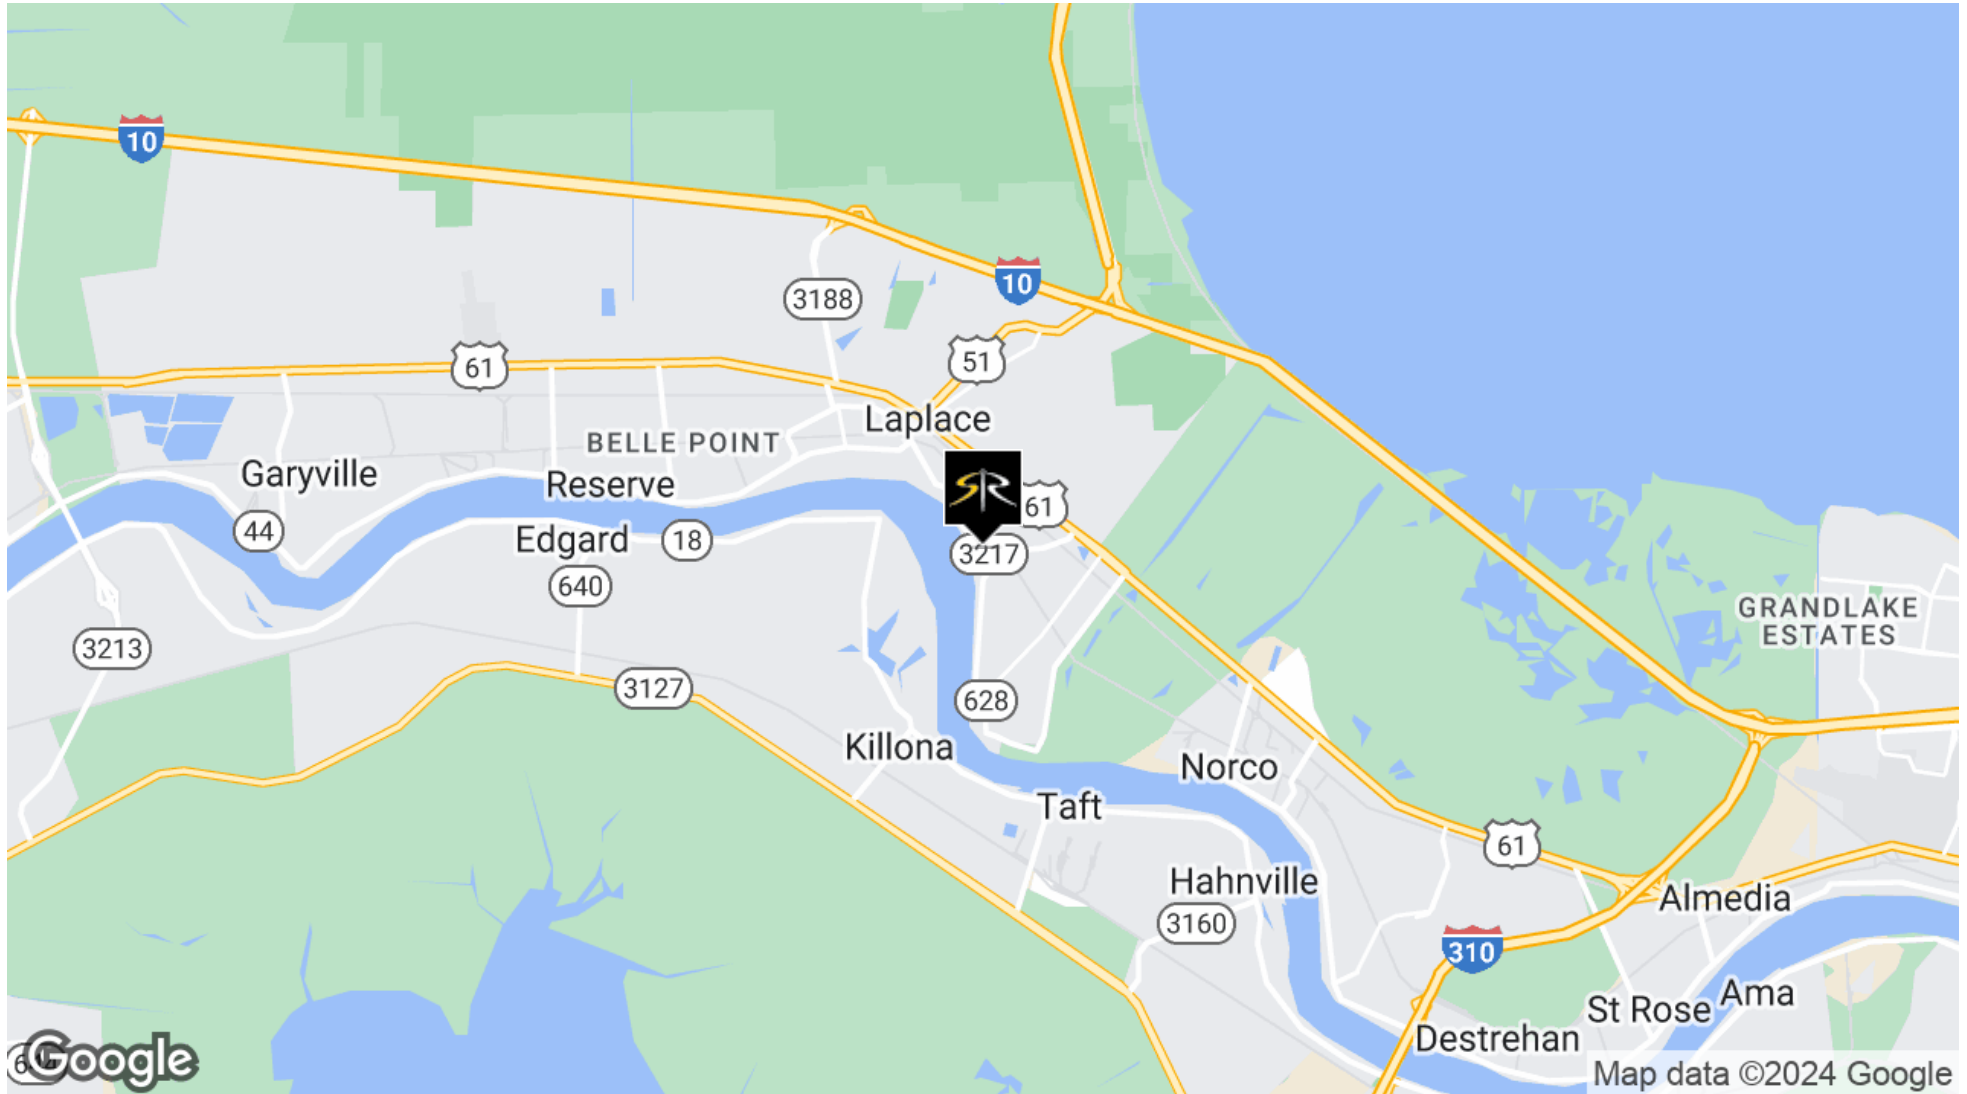 10
10
3188
61
51
Laplace
BELLE POINT
Garyville
Reserve
SR
61
44
Edgard
18
3217
640
GRANDLAKE
ESTATES
3213
3127
628
Killona
Norco
Taft
61
Hahnville
Almedia
3160
310
Ama
St Rose
Destrehan
Google
Map data ©2024 Google